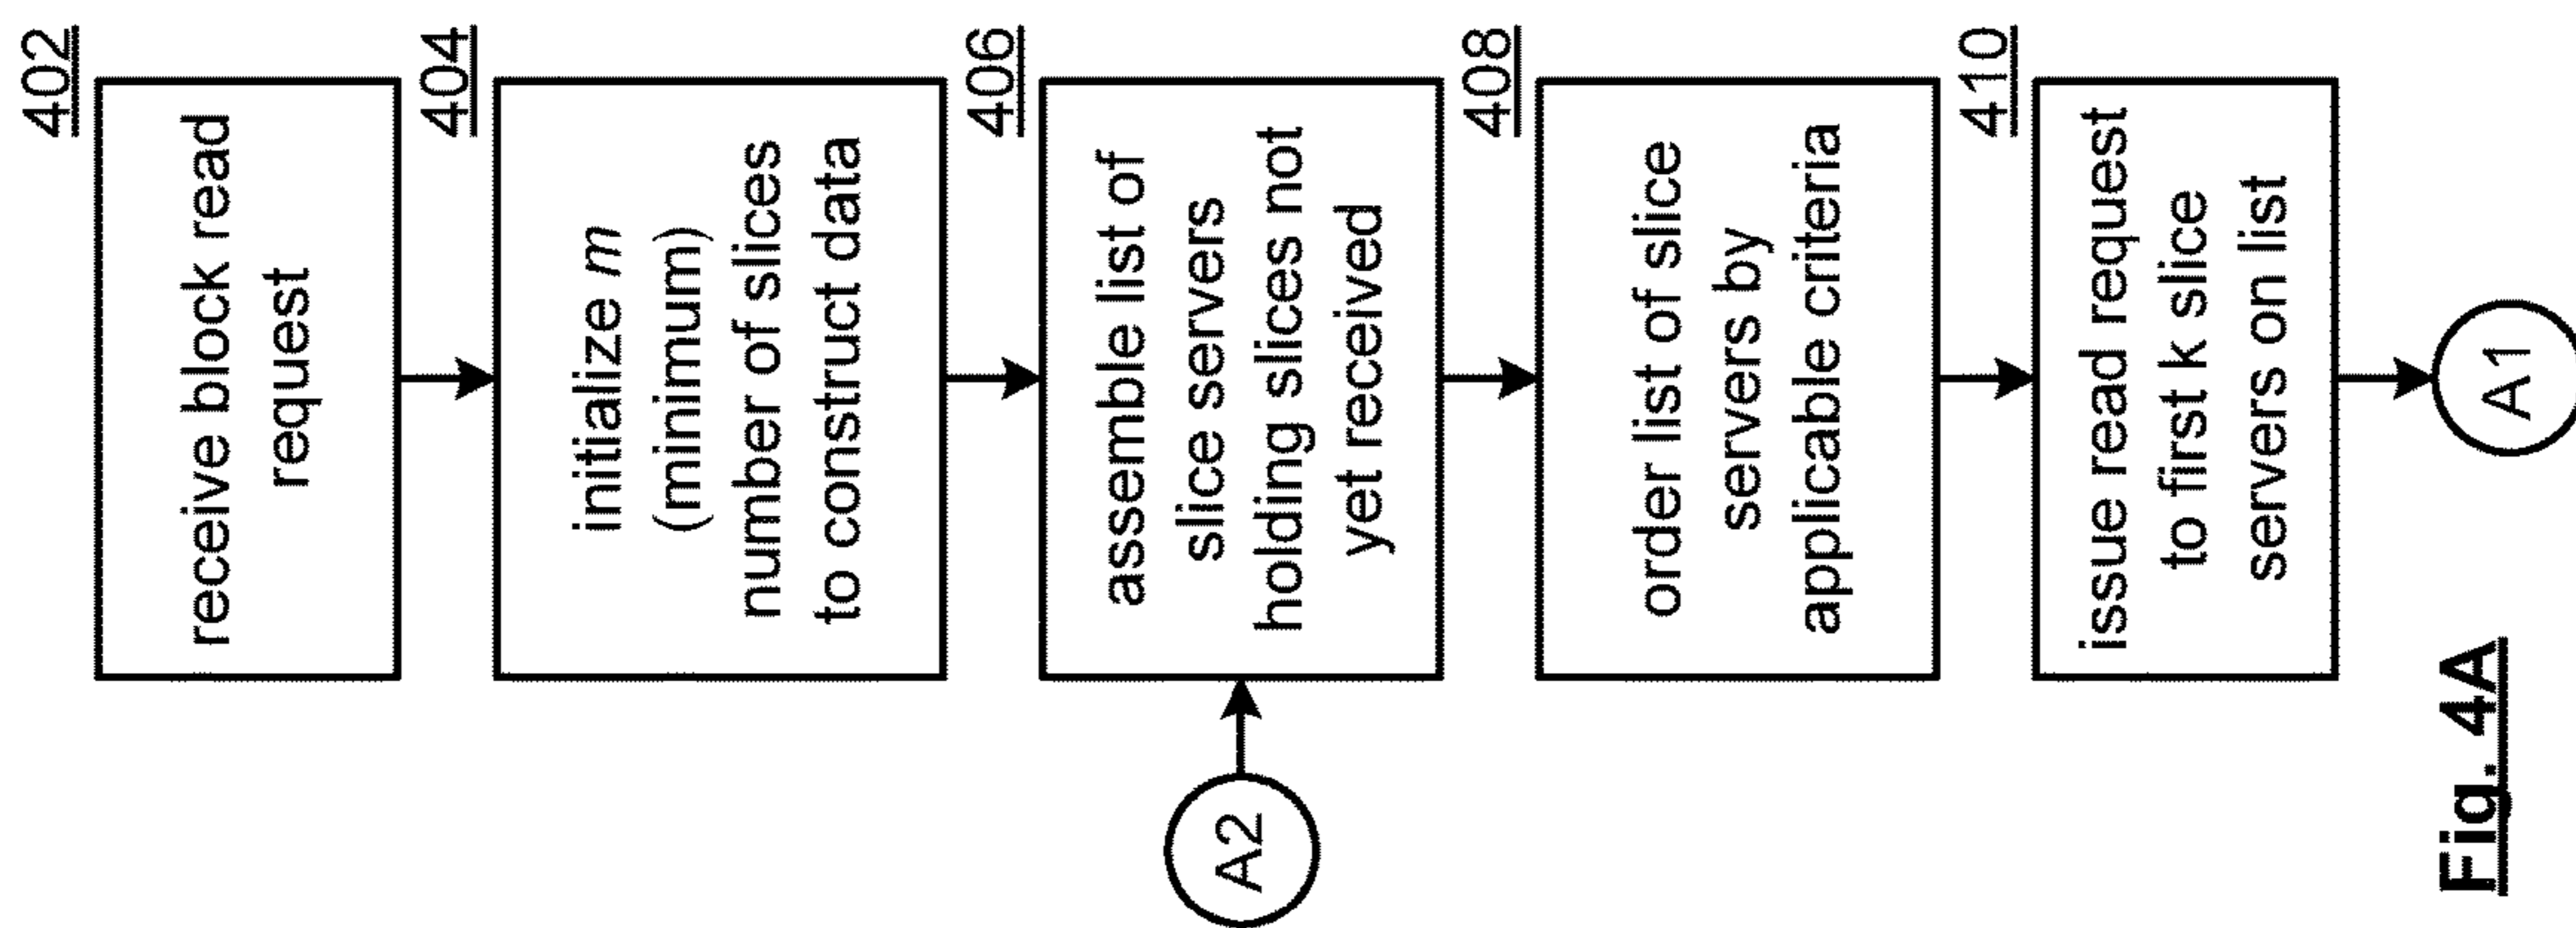 402
receive block read
request
404
initialize m
(minimum)
number of slices
to construct data
406
assemble list of
slice servers
holding slices not
yet received
A2
408
order list of slice
servers by
applicable criteria
410
issue read request
to first k slice
servers on list
A1
Fig. 4A